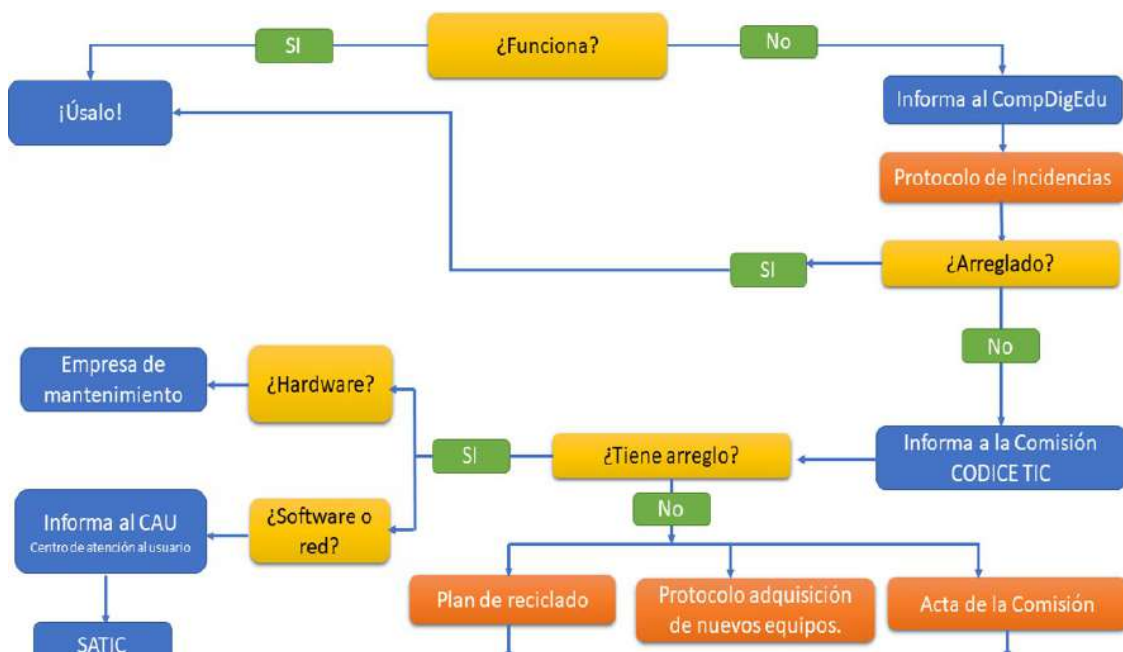 SI
¿Funciona?
No
¡Úsalo!
Informa al CompDigEdu
Protocolo de Incidencias
SI
¿Arreglado?
No
Empresa de
mantenimiento
¿Hardware?
SI
¿Tiene arreglo?
Informa a la Comisión
CODICE TIC
No
Informa al CAU
Centro de atención al usuario
¿Software o
red?
Plan de reciclado
Protocolo adquisición
de nuevos equipos.
Acta de la Comisión
SATIC